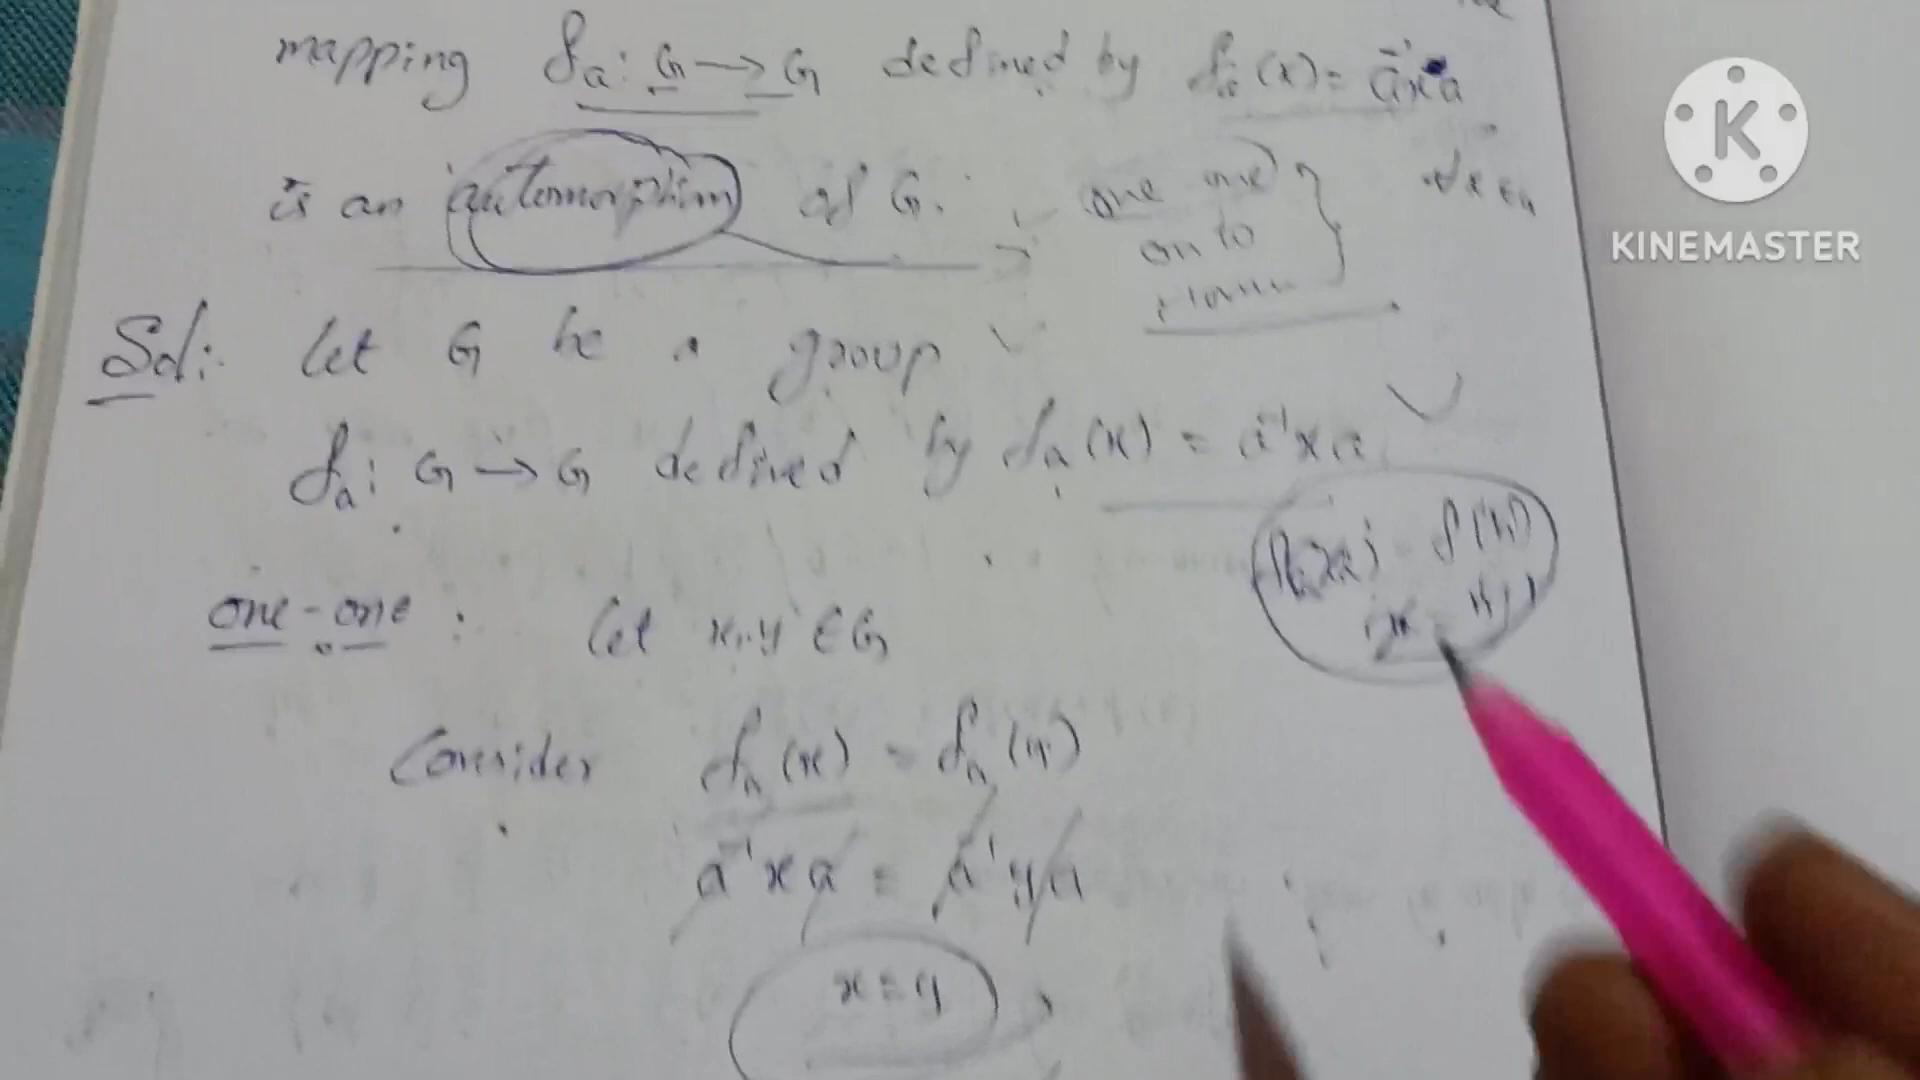 mapping fa: G → G defined by fa(x) = a⁻¹xa
is an automorphism of G. ∀x∈G
one one
on to
Sol: Let G be a group
fa: G → G defined by fa(x) = a⁻¹xa
one-one: Let x,y ∈ G
Consider fa(x) = fa(y)
a⁻¹xa = a⁻¹ya
x = y
K
KINEMASTER